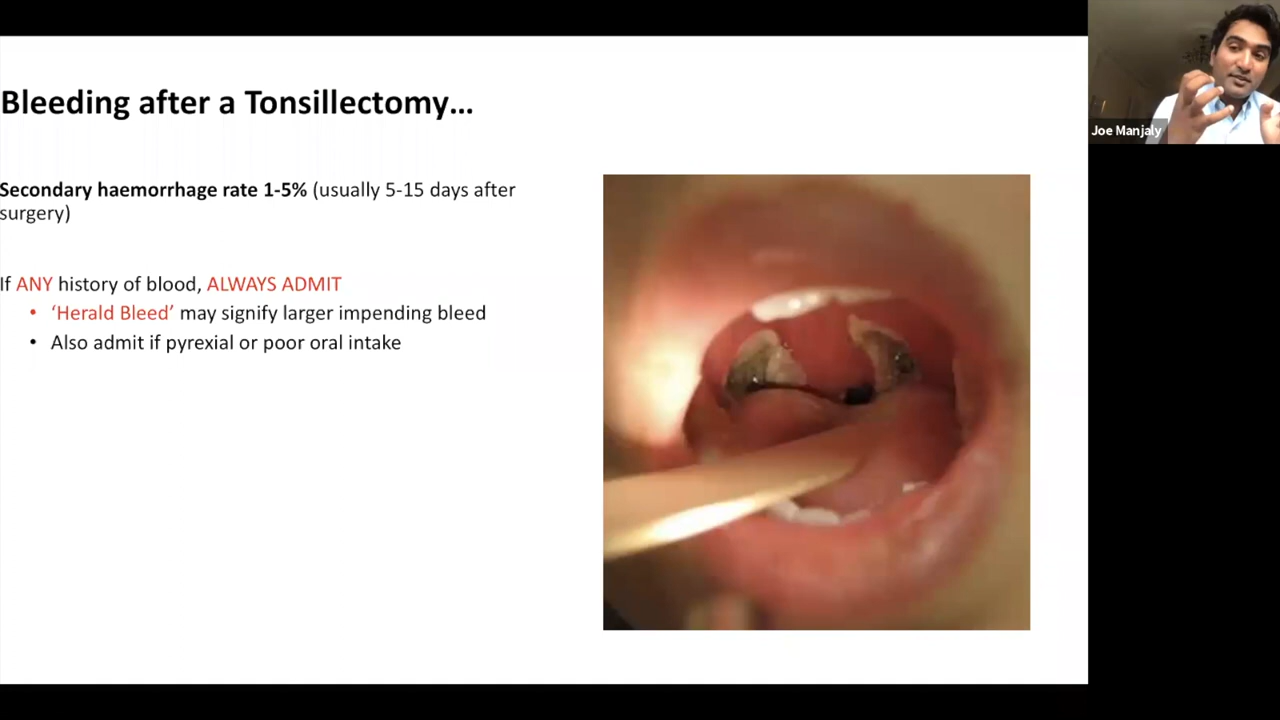 Bleeding after a Tonsillectomy...
Secondary haemorrhage rate 1-5% (usually 5-15 days after
surgery)
If ANY history of blood, ALWAYS ADMIT
• ‘Herald Bleed’ may signify larger impending bleed
• Also admit if pyrexial or poor oral intake
Joe Manjaly